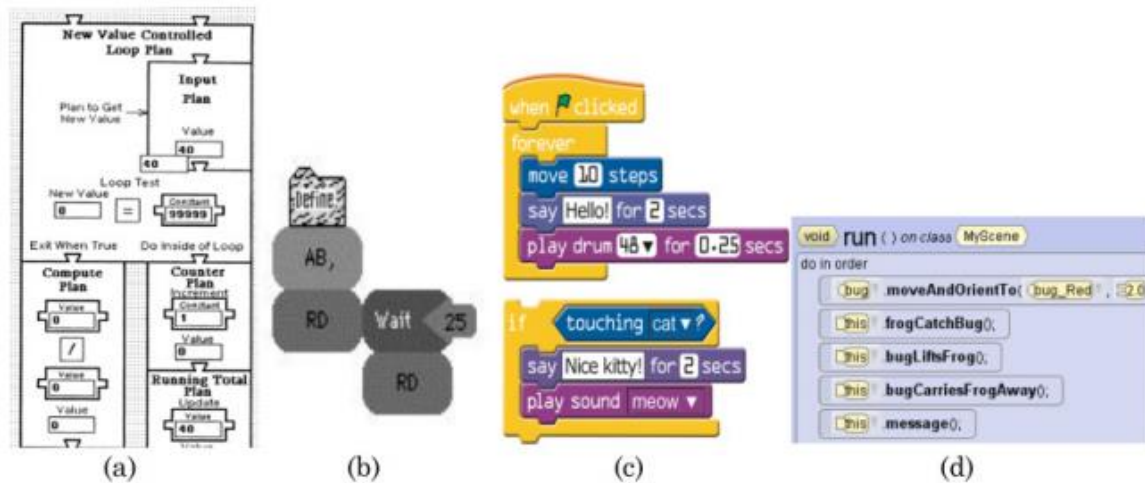 New Value Controlled
Loop Plan
Input
Plan
Plan to Get
New Value
Value
40
40
Loop Test
New Value
0
=
Constant
99999
Exit When True
Do Inside of Loop
Compute
Plan
Value
0
/
Value
0
Value
0
Counter
Plan
Increment
Constant
1
Value
0
Running Total
Plan
Update
Value
40
Value
(a)
Define
AB,
RD
Wait
25
RD
(b)
when clicked
forever
move 10 steps
say Hello! for 2 secs
play drum 48 for 0.25 secs
if touching cat ?
say Nice kitty! for 2 secs
play sound meow
(c)
void run () on class MyScene
do in order
bug .moveAndOrientTo( bug_Red , 2.0
this .frogCatchBug();
this .bugLiftsFrog();
this .bugCarriesFrogAway();
this .message();
(d)